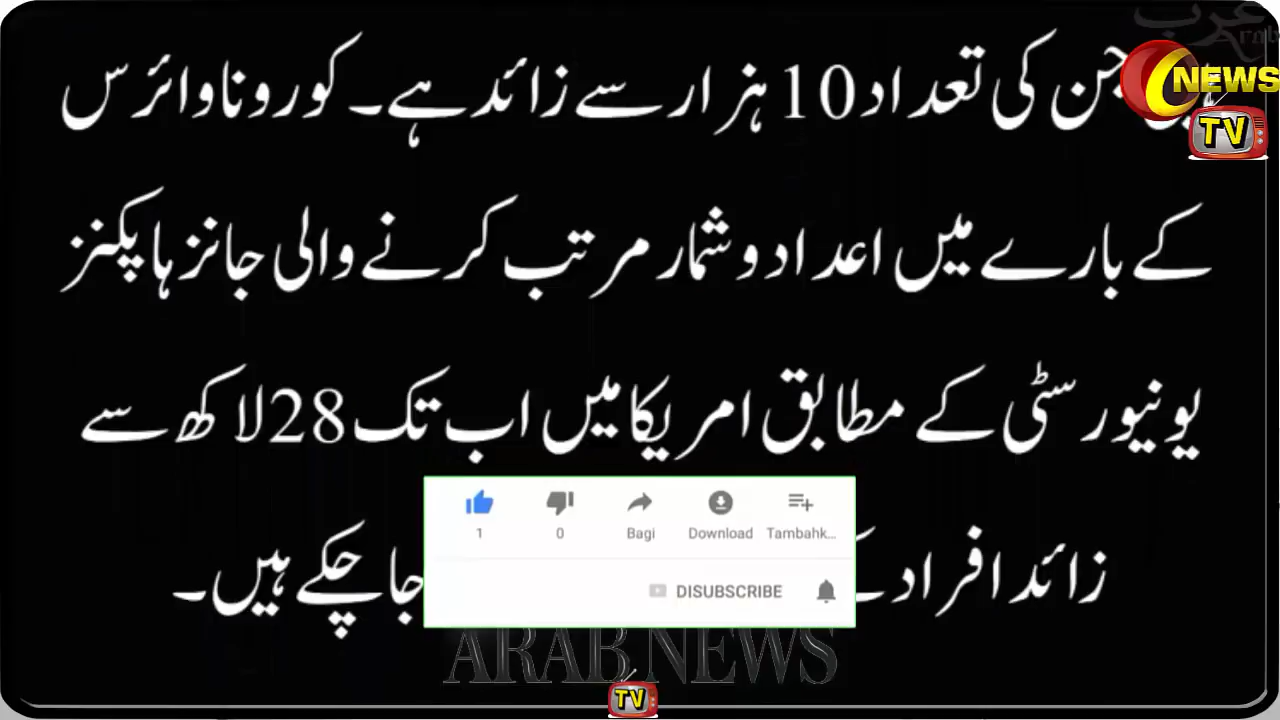 جن کی تعداد 10 ہزار سے زائد ہے۔ کورونا وائرس
کے بارے میں اعداد و شمار مرتب کرنے والی جانز ہاپکنز
یونیورسٹی کے مطابق امریکا میں اب تک 28 لاکھ سے
زائد افراد جا چکے ہیں۔
NEWS
TV
1
0
Bagi
Download
Tambahk...
DISUBSCRIBE
ARAB NEWS
TV